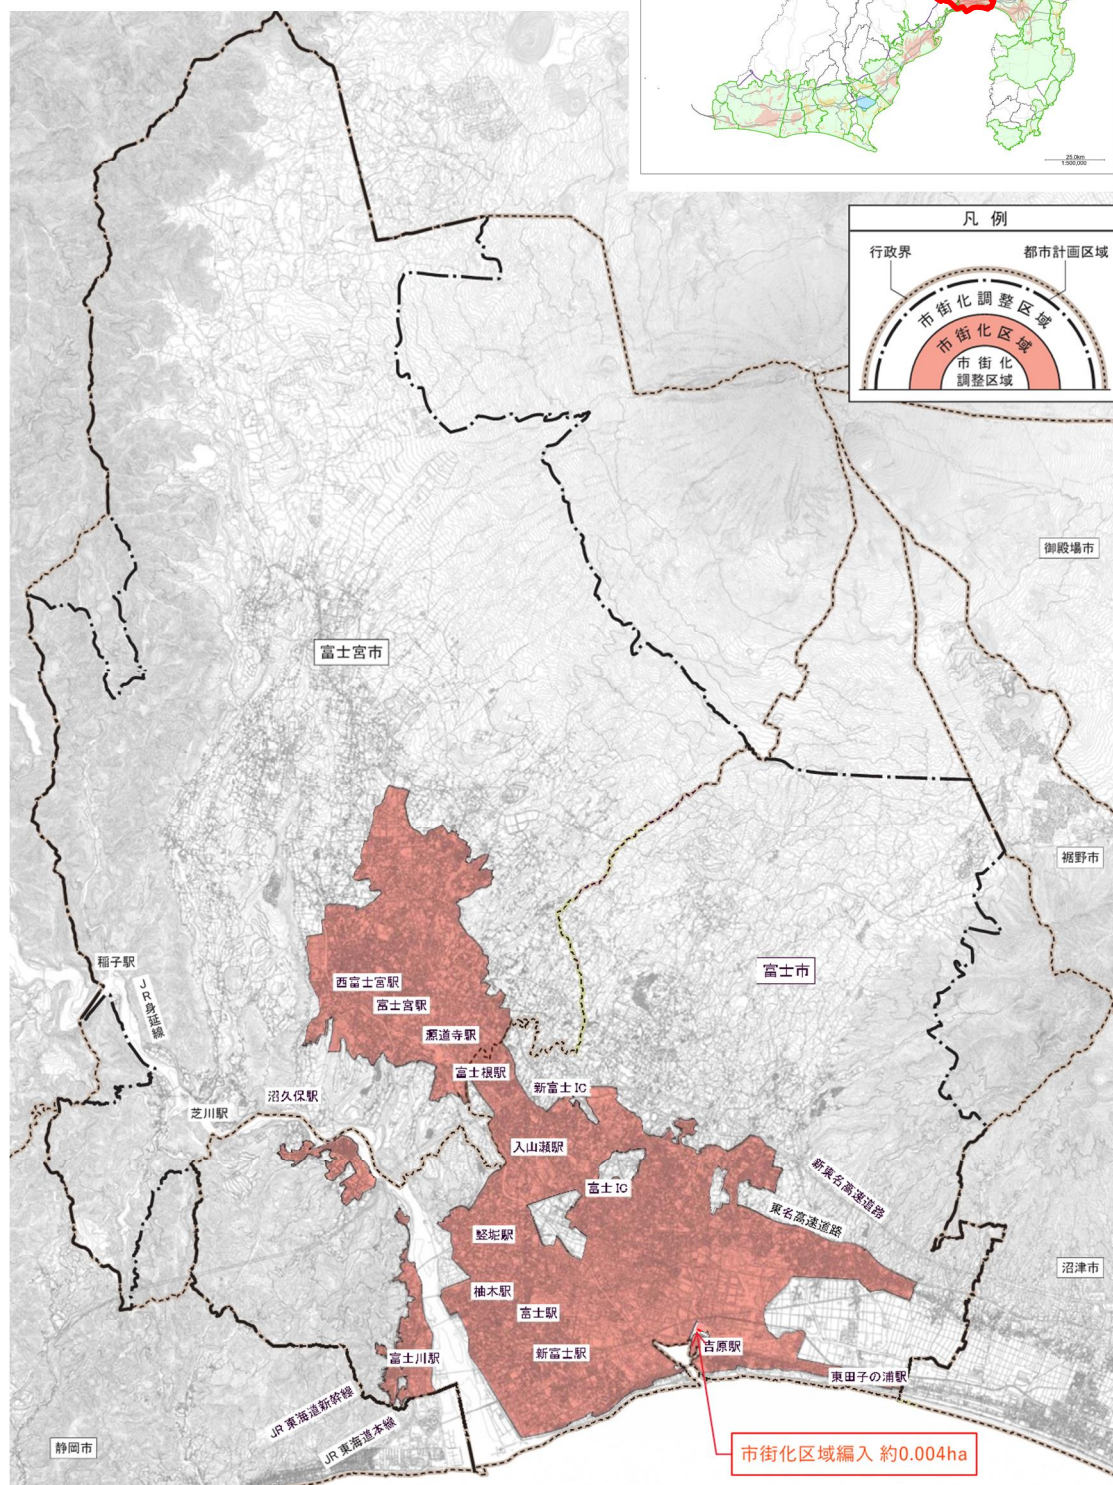 25.0km
1:500,000
凡例
行政界
都市計画区域
市街化調整区域
市街化区域
市街化
調整区域
御殿場市
富士宮市
裾野市
稲子駅
JR身延線
富士市
西富士宮駅
富士宮駅
源道寺駅
富士根駅
新富士IC
沼久保駅
芝川駅
入山瀬駅
富士IC
新東名高速道路
東名高速道路
竪堀駅
沼津市
柚木駅
富士駅
吉原駅
新富士駅
富士川駅
東田子の浦駅
JR東海道新幹線
JR東海道本線
静岡市
市街化区域編入 約0.004ha